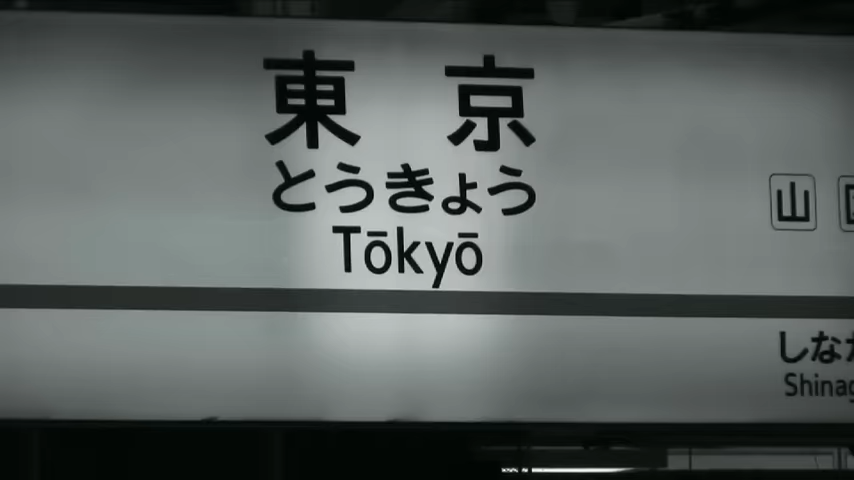 東京
とうきょう
Tōkyō
山
しな
Shinag